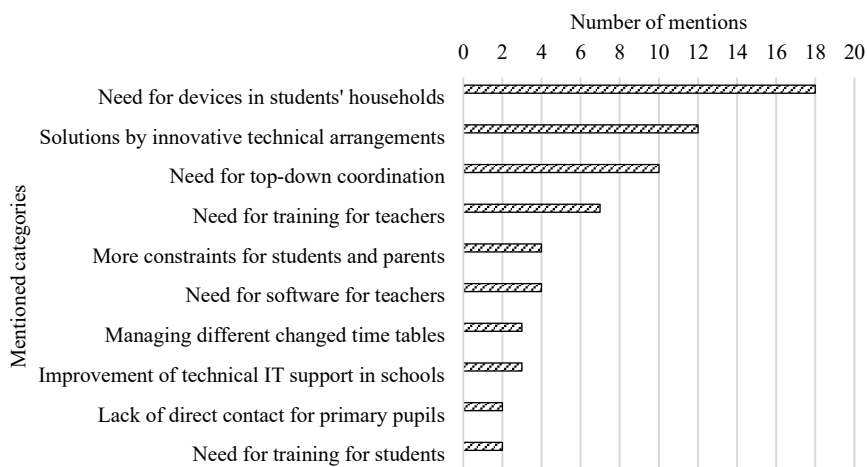 Number of mentions
0 2 4 6 8 10 12 14 16 18 20
Mentioned categories
Need for devices in students' households
Solutions by innovative technical arrangements
Need for top-down coordination
Need for training for teachers
More constraints for students and parents
Need for software for teachers
Managing different changed time tables
Improvement of technical IT support in schools
Lack of direct contact for primary pupils
Need for training for students